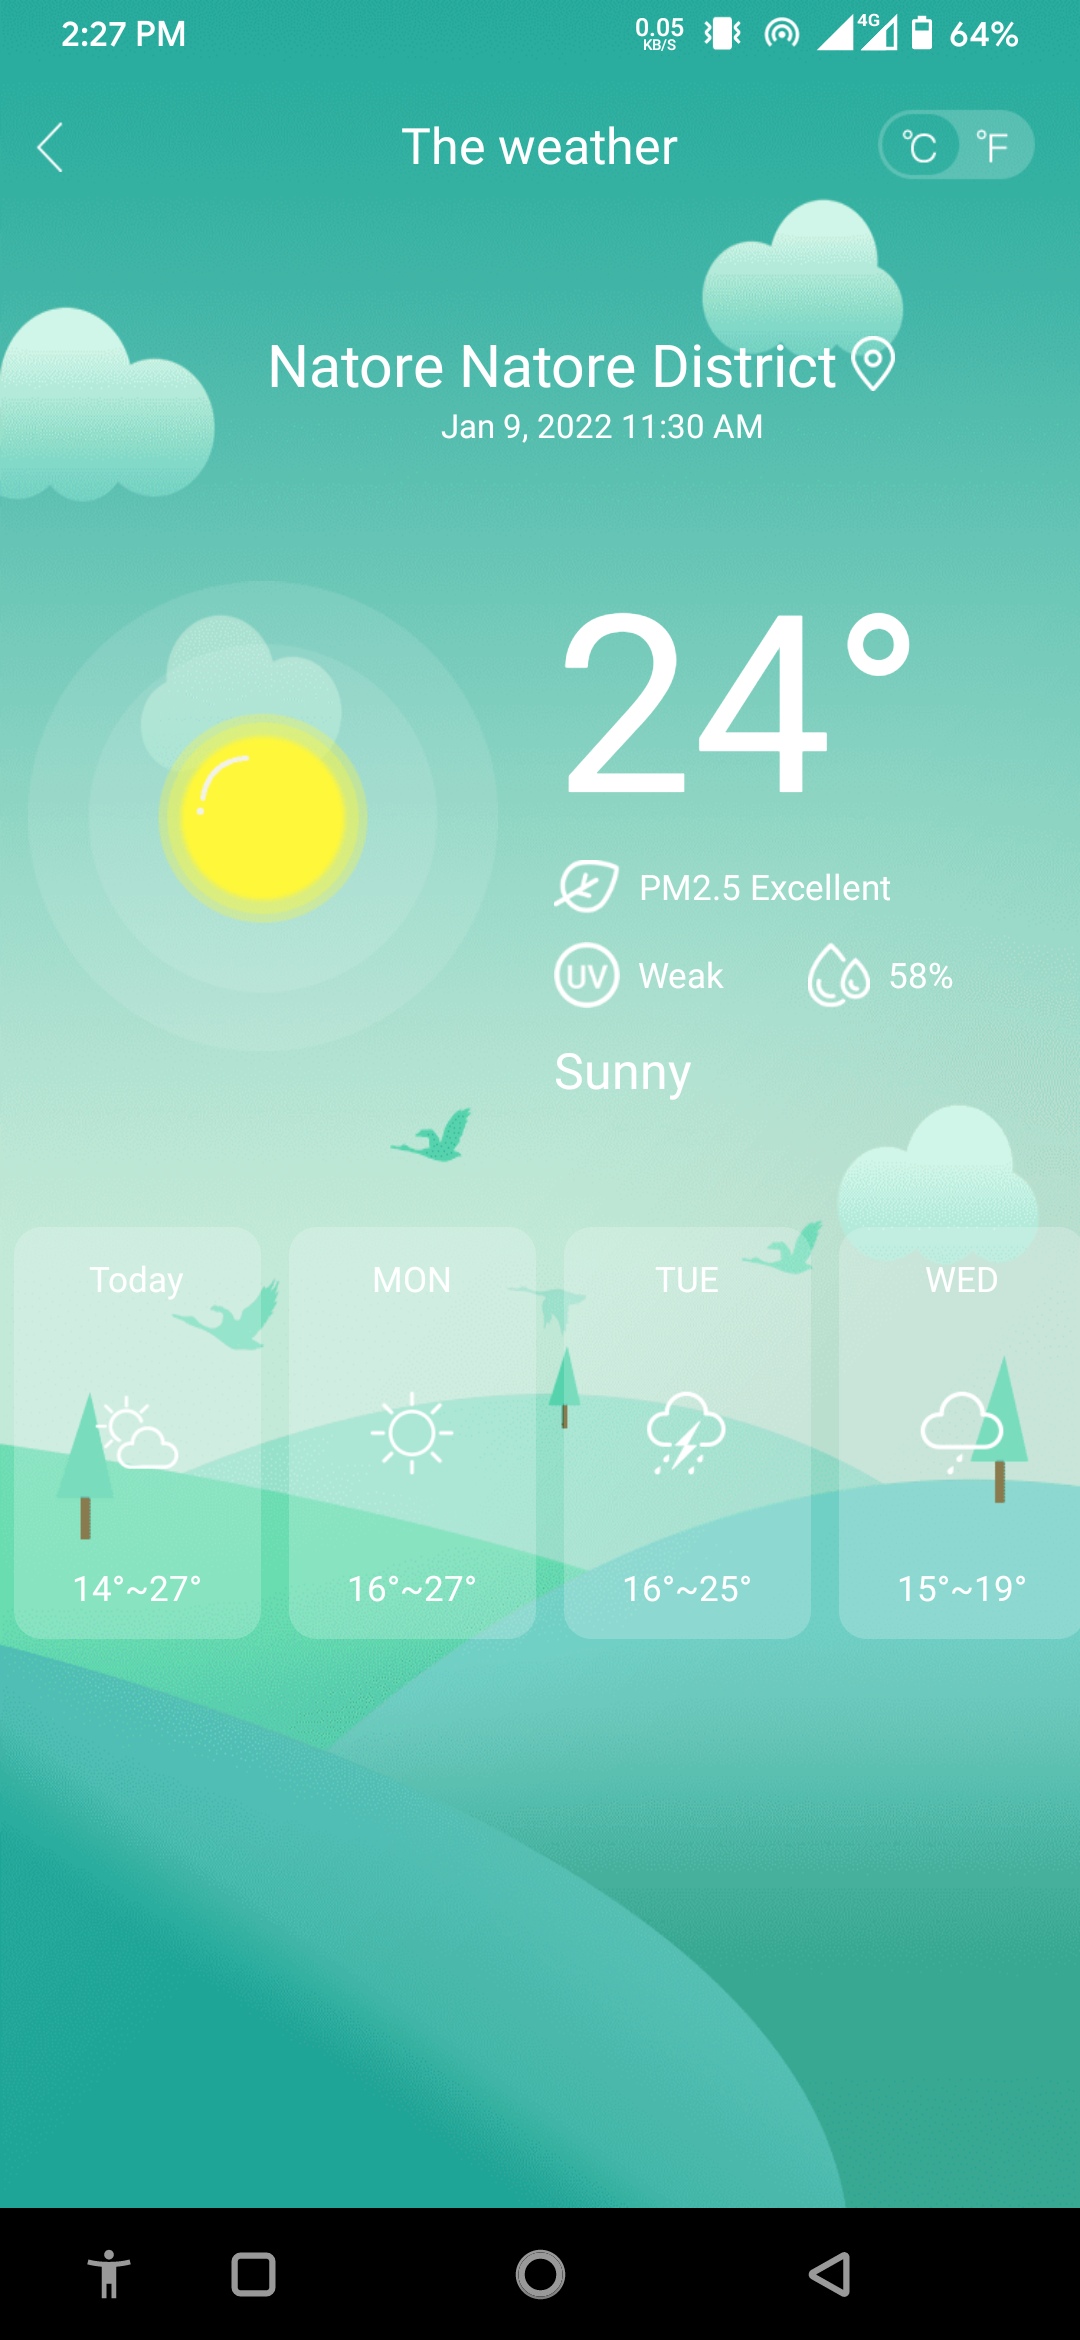 2:27 PM 0.05 KB/S 4G 64%
The weather °C °F
Natore Natore District
Jan 9, 2022 11:30 AM
24°
PM2.5 Excellent
UV Weak 58%
Sunny
Today MON TUE WED
14°~27° 16°~27° 16°~25° 15°~19°